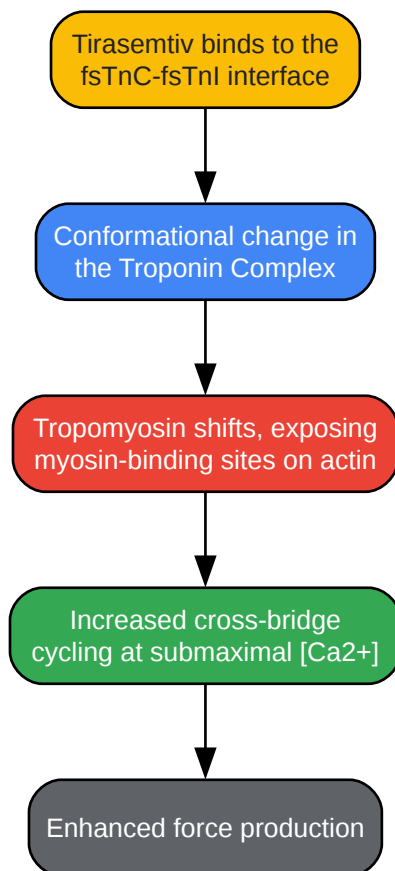 Tirasemtiv binds to the
fsTnC-fsTnI interface
Conformational change in
the Troponin Complex
Tropomyosin shifts, exposing
myosin-binding sites on actin
Increased cross-bridge
cycling at submaximal [Ca2+]
Enhanced force production